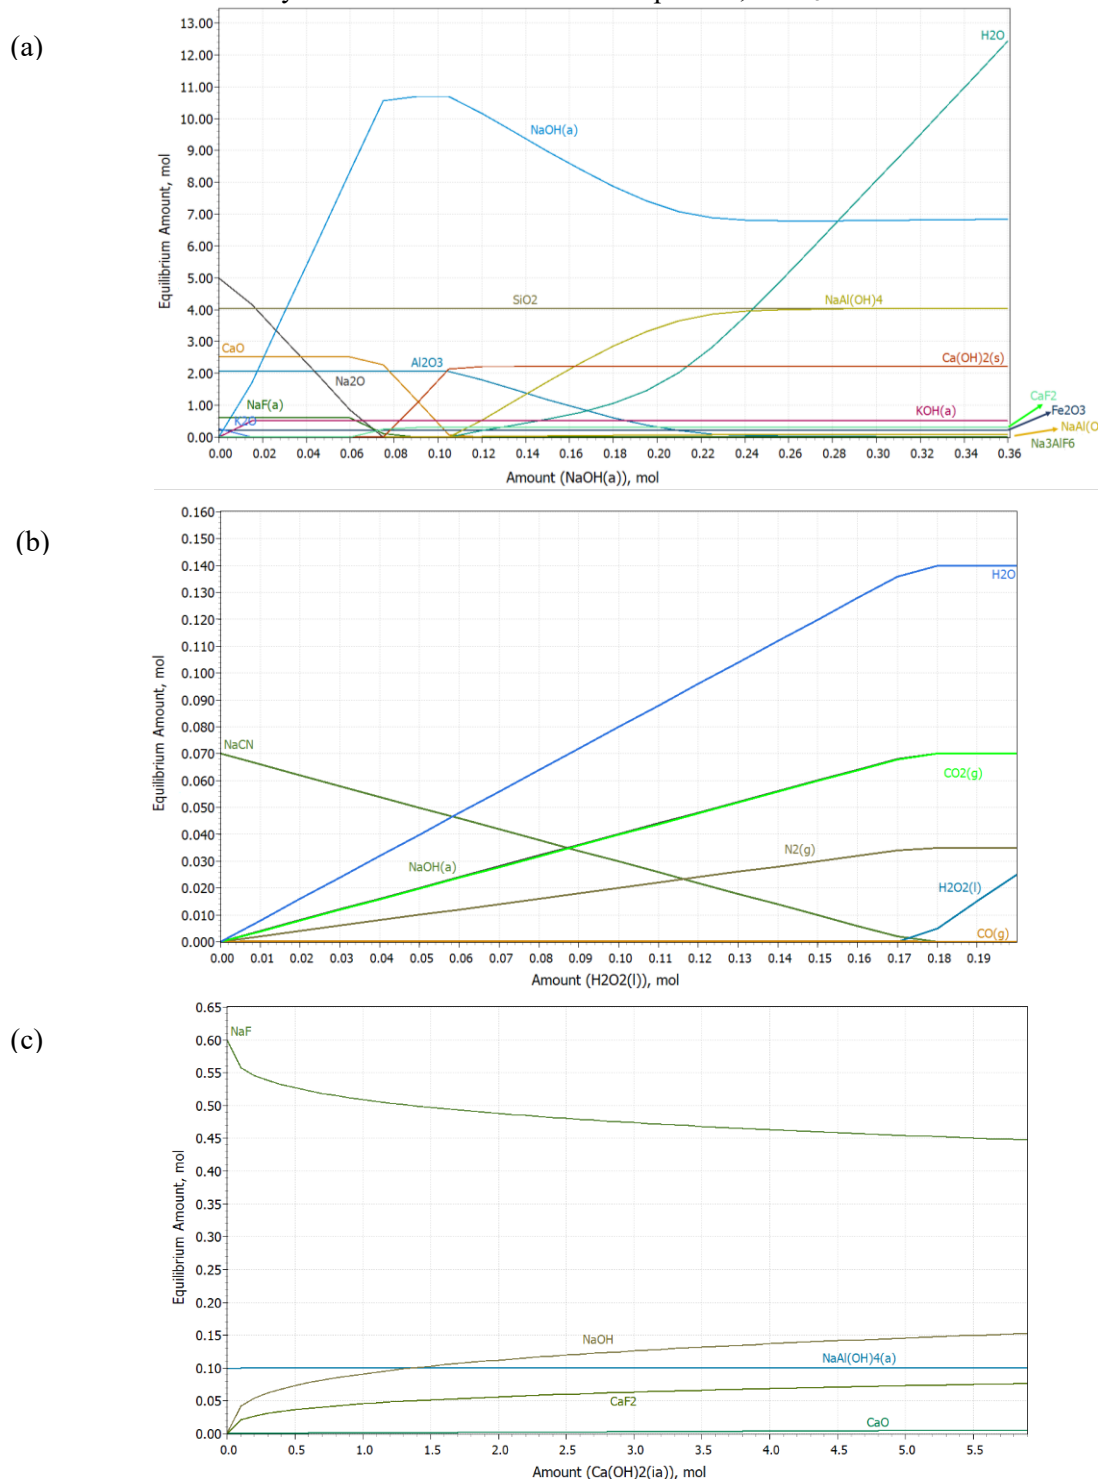 (a)
13.00
12.00
11.00
10.00
9.00
8.00
7.00
6.00
5.00
4.00
3.00
2.00
1.00
0.00
Equilibrium Amount, mol
H2O
NaOH(a)
SiO2
NaAl(OH)4
CaO
Al2O3
Ca(OH)2(s)
Na2O
NaF(a)
K2O
KOH(a)
CaF2
Fe2O3
NaAl(O
Na3AlF6
0.00 0.02 0.04 0.06 0.08 0.10 0.12 0.14 0.16 0.18 0.20 0.22 0.24 0.26 0.28 0.30 0.32 0.34 0.36
Amount (NaOH(a)), mol
(b)
0.160
0.150
0.140
0.130
0.120
0.110
0.100
0.090
0.080
0.070
0.060
0.050
0.040
0.030
0.020
0.010
0.000
Equilibrium Amount, mol
H2O
NaCN
CO2(g)
NaOH(a)
N2(g)
H2O2(l)
CO(g)
0.00 0.01 0.02 0.03 0.04 0.05 0.06 0.07 0.08 0.09 0.10 0.11 0.12 0.13 0.13 0.14 0.15 0.16 0.17 0.18 0.19
Amount (H2O2(l)), mol
(c)
0.65
0.60
0.55
0.50
0.45
0.40
0.35
0.30
0.25
0.20
0.15
0.10
0.05
0.00
Equilibrium Amount, mol
NaF
NaOH
NaAl(OH)4(a)
CaF2
CaO
0.0 0.5 1.0 1.5 2.0 2.5 3.0 3.5 4.0 4.5 5.0 5.5
Amount (Ca(OH)2(ia)), mol